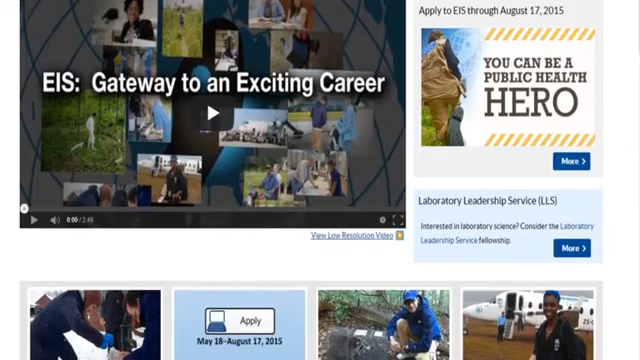 Apply to EIS through August 17, 2015
EIS: Gateway to an Exciting Career
YOU CAN BE A
PUBLIC HEALTH
HERO
More
0:00 / 2:49
View Low Resolution Video
Laboratory Leadership Service (LLS)
Interested in laboratory science? Consider the Laboratory
Leadership Service fellowship.
More
Apply
May 18–August 17, 2015